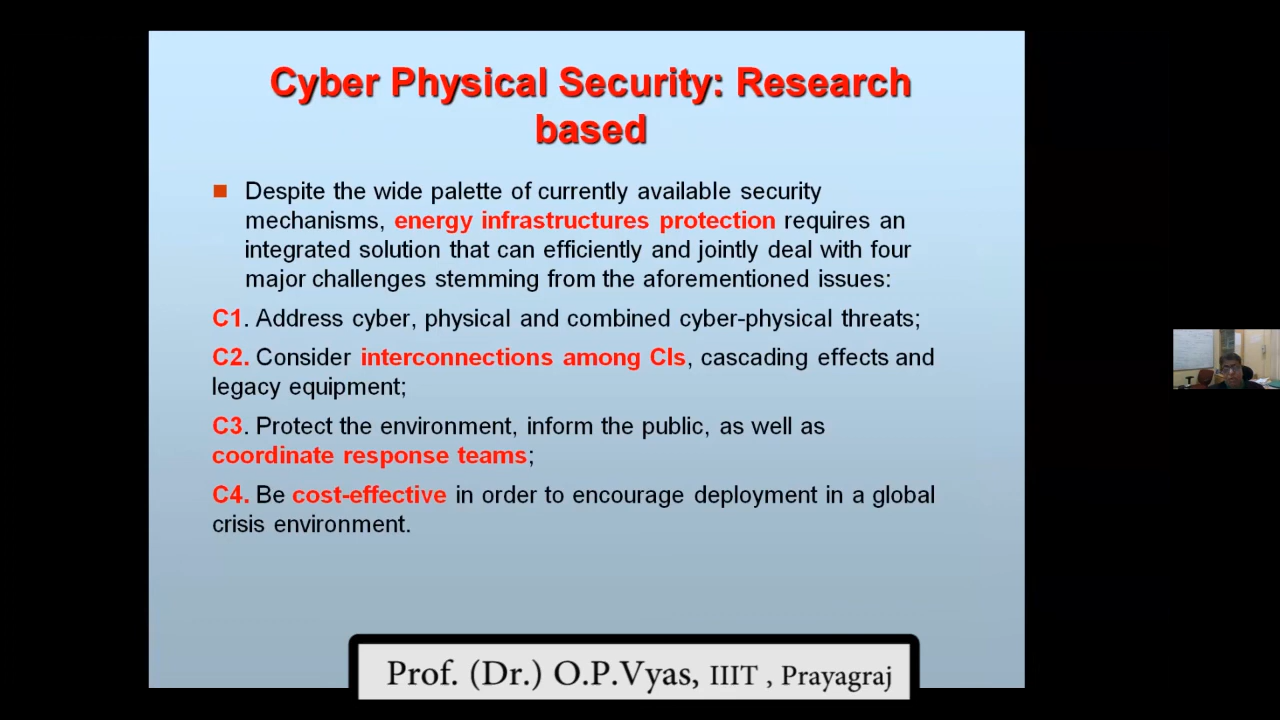 Cyber Physical Security: Research
based
Despite the wide palette of currently available security
mechanisms, energy infrastructures protection requires an
integrated solution that can efficiently and jointly deal with four
major challenges stemming from the aforementioned issues:
C1. Address cyber, physical and combined cyber-physical threats;
C2. Consider interconnections among CIs, cascading effects and
legacy equipment;
C3. Protect the environment, inform the public, as well as
coordinate response teams;
C4. Be cost-effective in order to encourage deployment in a global
crisis environment.
Prof. (Dr.) O.P.Vyas, IIIT , Prayagraj